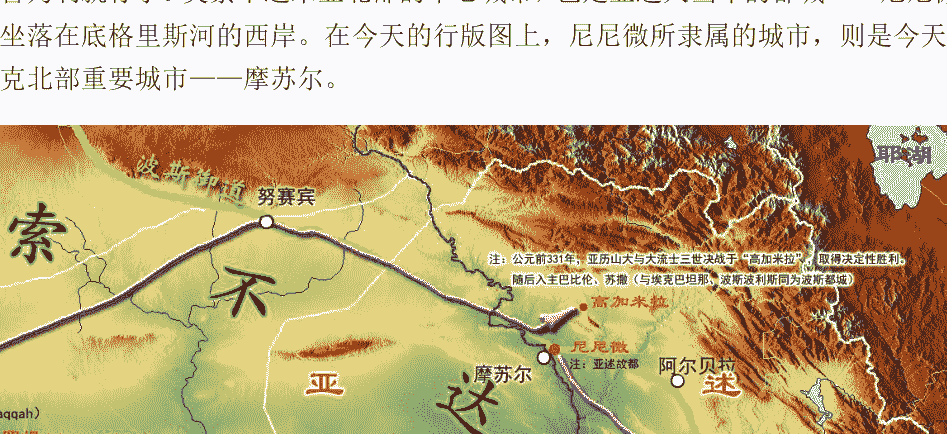 坐落在底格里斯河的西岸。在今天的行版图上，尼尼微所隶属的城市，则是今天
克北部重要城市——摩苏尔。
波斯御道
耶湖
努赛宾
索
不
注：公元前331年，亚历山大与大流士三世决战于“高加米拉”，取得决定性胜利。
随后入主巴比伦、苏撒（与埃克巴坦那、波斯波利斯同为波斯都城）
高加米拉
尼尼微
注：亚述故都
摩苏尔
阿尔贝拉
亚
述
达
aqqah）